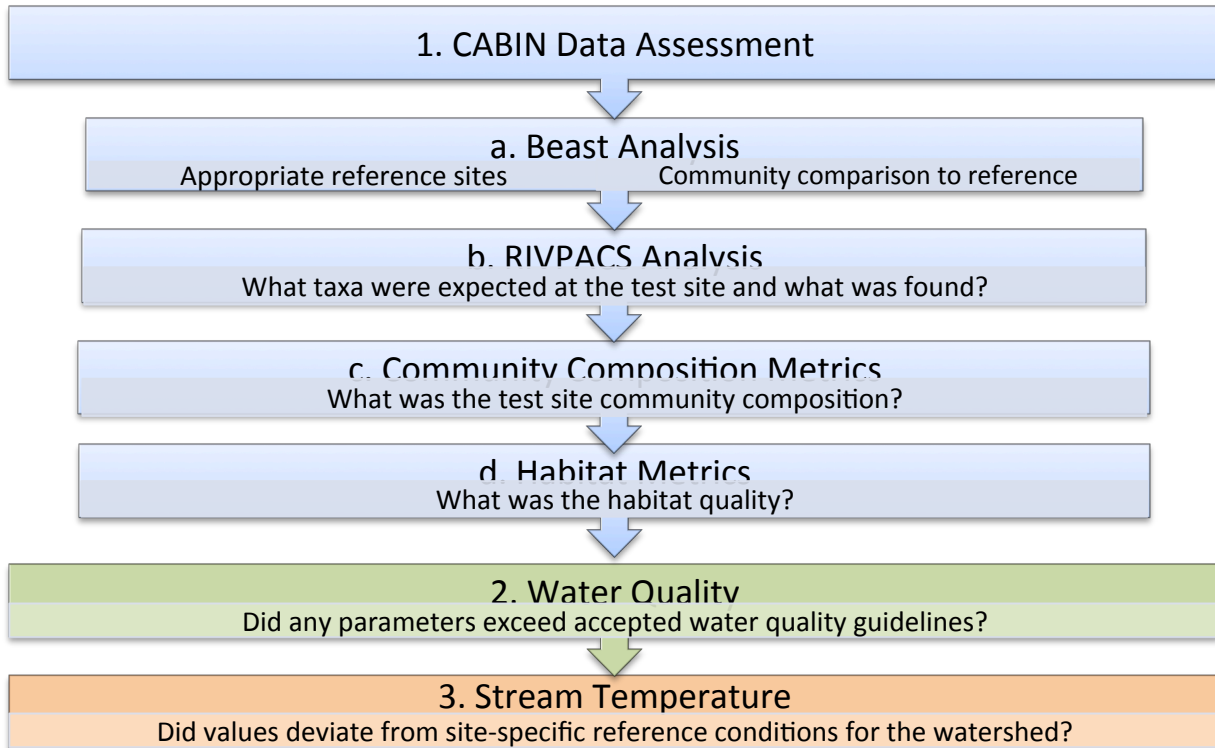 1. CABIN Data Assessment
a. Beast Analysis
Appropriate reference sites Community comparison to reference
b. RIVPACS Analysis
What taxa were expected at the test site and what was found?
c. Community Composition Metrics
What was the test site community composition?
d. Habitat Metrics
What was the habitat quality?
2. Water Quality
Did any parameters exceed accepted water quality guidelines?
3. Stream Temperature
Did values deviate from site-specific reference conditions for the watershed?